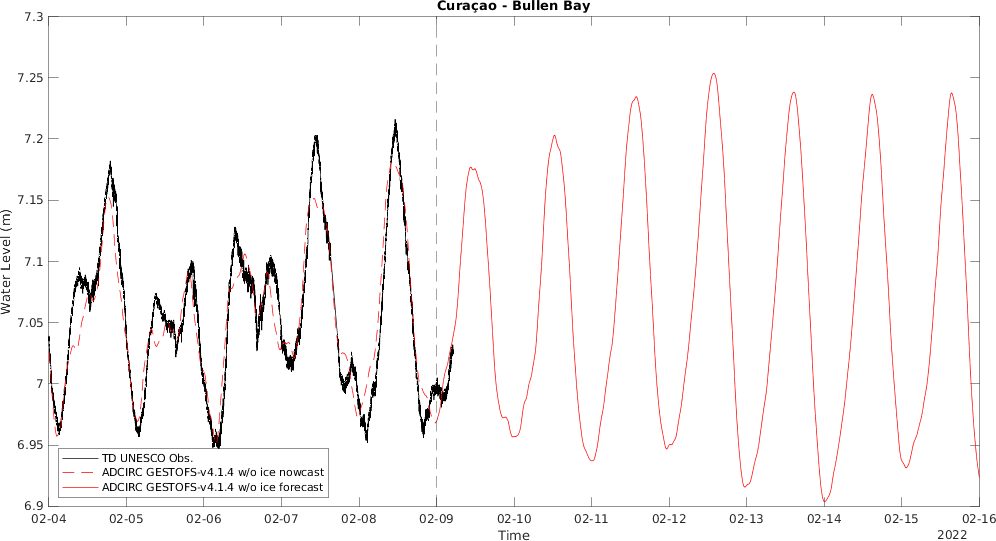 Curaçao - Bullen Bay
7.3
7.25
7.2
7.15
7.1
7.05
7
6.95
6.9
Water Level (m)
TD UNESCO Obs.
ADCIRC GESTOFS-v4.1.4 w/o ice nowcast
ADCIRC GESTOFS-v4.1.4 w/o ice forecast
02-04 02-05 02-06 02-07 02-08 02-09 02-10 02-11 02-12 02-13 02-14 02-15 02-16
Time
2022